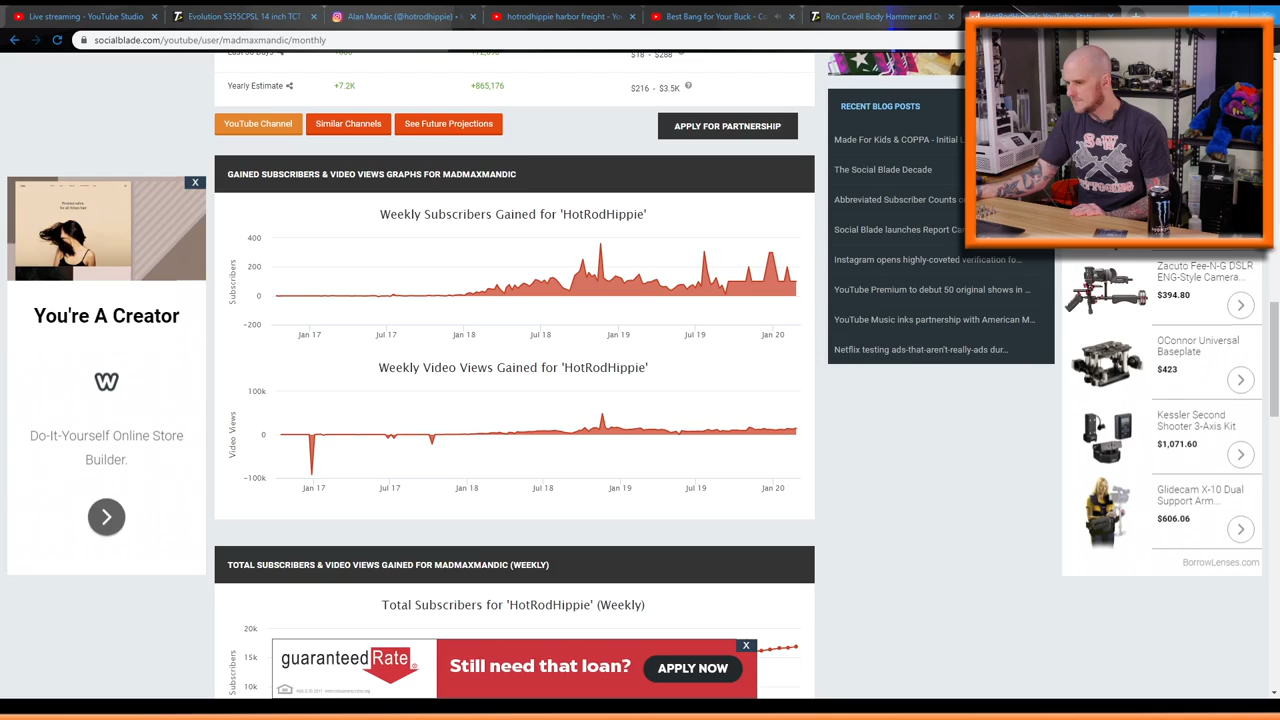 Live streaming - YouTube Studio
Evolution S355CPSL 14 inch TCT
Alan Mandic (@hotrodhippie) •
hotrodhippie harbor freight - Yo
Best Bang for Your Buck - Co
Ron Covell Body Hammer and D
HotRodHippie's YouTube Stats
socialblade.com/youtube/user/madmaxmandic/monthly
Yearly Estimate
+7.2K
+865,176
$216 - $3.5K
YouTube Channel
Similar Channels
See Future Projections
APPLY FOR PARTNERSHIP
GAINED SUBSCRIBERS & VIDEO VIEWS GRAPHS FOR MADMAXMANDIC
Weekly Subscribers Gained for 'HotRodHippie'
Subscribers
400
200
0
-200
Jan 17
Jul 17
Jan 18
Jul 18
Jan 19
Jul 19
Jan 20
Weekly Video Views Gained for 'HotRodHippie'
Video Views
100k
0
-100k
Jan 17
Jul 17
Jan 18
Jul 18
Jan 19
Jul 19
Jan 20
TOTAL SUBSCRIBERS & VIDEO VIEWS GAINED FOR MADMAXMANDIC (WEEKLY)
Total Subscribers for 'HotRodHippie' (Weekly)
Subscribers
20k
15k
10k
X
You're A Creator
W
Do-It-Yourself Online Store
Builder.
guaranteed Rate
Still need that loan?
APPLY NOW
X
RECENT BLOG POSTS
Made For Kids & COPPA - Initial L
The Social Blade Decade
Abbreviated Subscriber Counts o
Social Blade launches Report Car
Instagram opens highly-coveted verification fo...
YouTube Premium to debut 50 original shows in ...
YouTube Music inks partnership with American M...
Netflix testing ads-that-aren't-really-ads dur...
Zacuto Fee-N-G DSLR
ENG-Style Camera...
$394.80
OConnor Universal
Baseplate
$423
Kessler Second
Shooter 3-Axis Kit
$1,071.60
Glidecam X-10 Dual
Support Arm...
$606.06
BorrowLenses.com